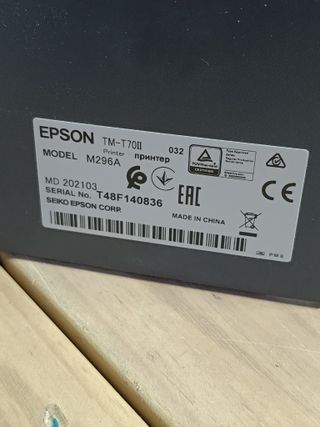 EPSON TM-T70II
Printer принтер 032
MODEL M296A
MD 202103
EAC
SERIAL No. T48F140836
SEIKO EPSON CORP.
MADE IN CHINA